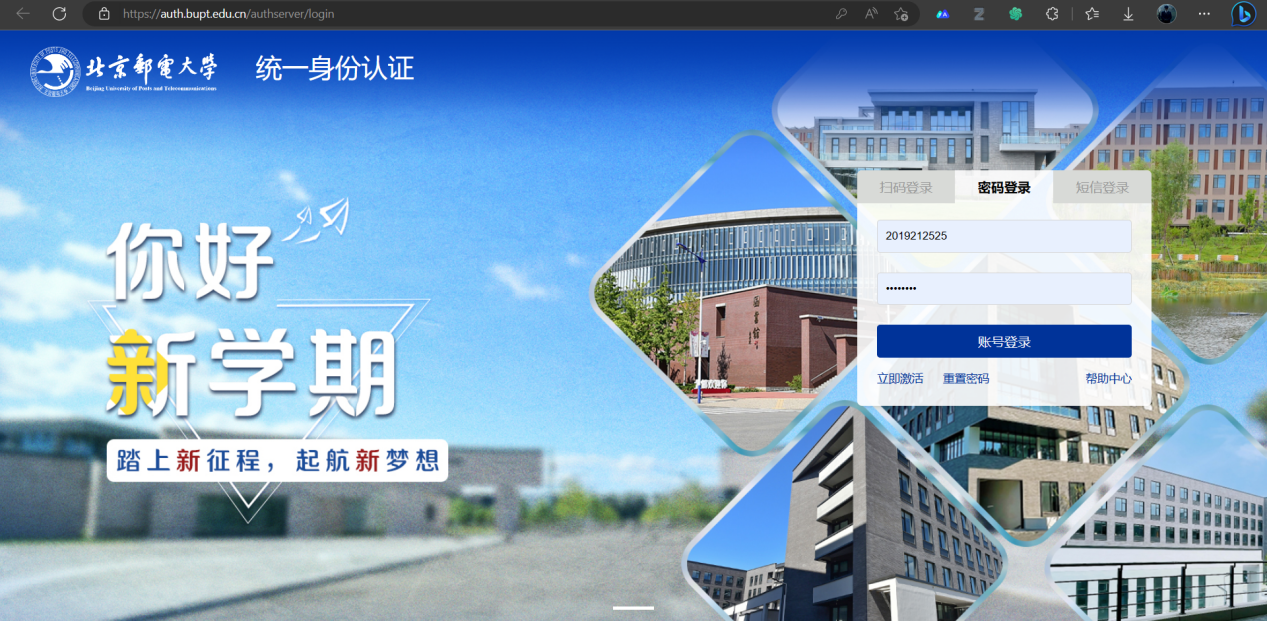 https://auth.bupt.edu.cn/authserver/login
北京郵電大學
Beijing University of Posts and Telecommunications
统一身份认证
扫码登录 密码登录 短信登录
2019212525
••••••••
账号登录
立即激活 重置密码 帮助中心
你好
新学期
踏上新征程，起航新梦想